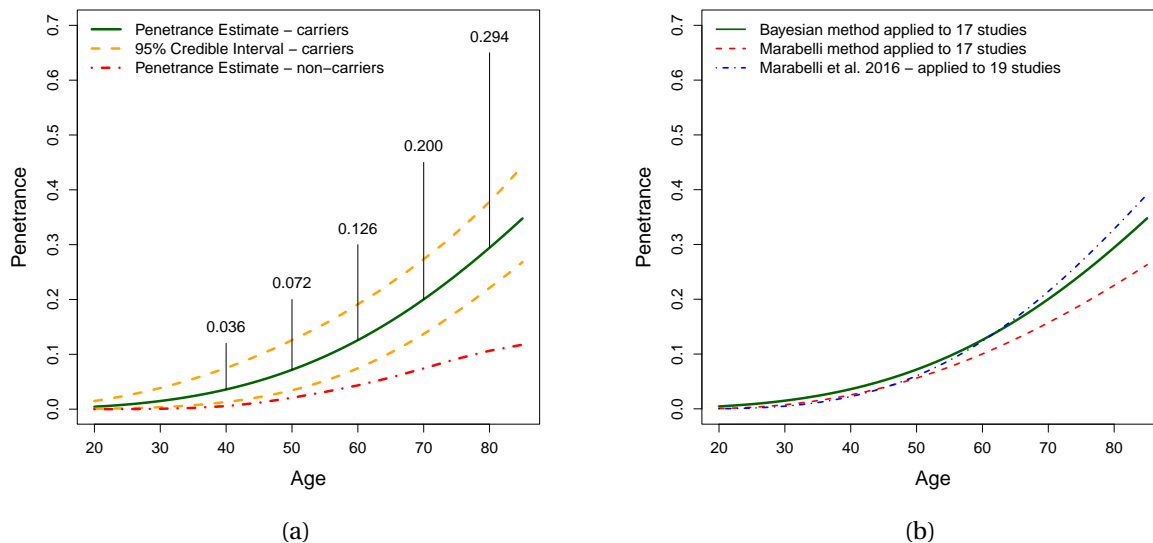 Penetrance Estimate – carriers
95% Credible Interval – carriers
Penetrance Estimate – non–carriers
0.036
0.072
0.126
0.200
0.294
0.0
0.1
0.2
0.3
0.4
0.5
0.6
0.7
Penetrance
20 30 40 50 60 70 80
Age
(a)
Bayesian method applied to 17 studies
Marabelli method applied to 17 studies
Marabelli et al. 2016 – applied to 19 studies
0.0
0.1
0.2
0.3
0.4
0.5
0.6
0.7
Penetrance
20 30 40 50 60 70 80
Age
(b)